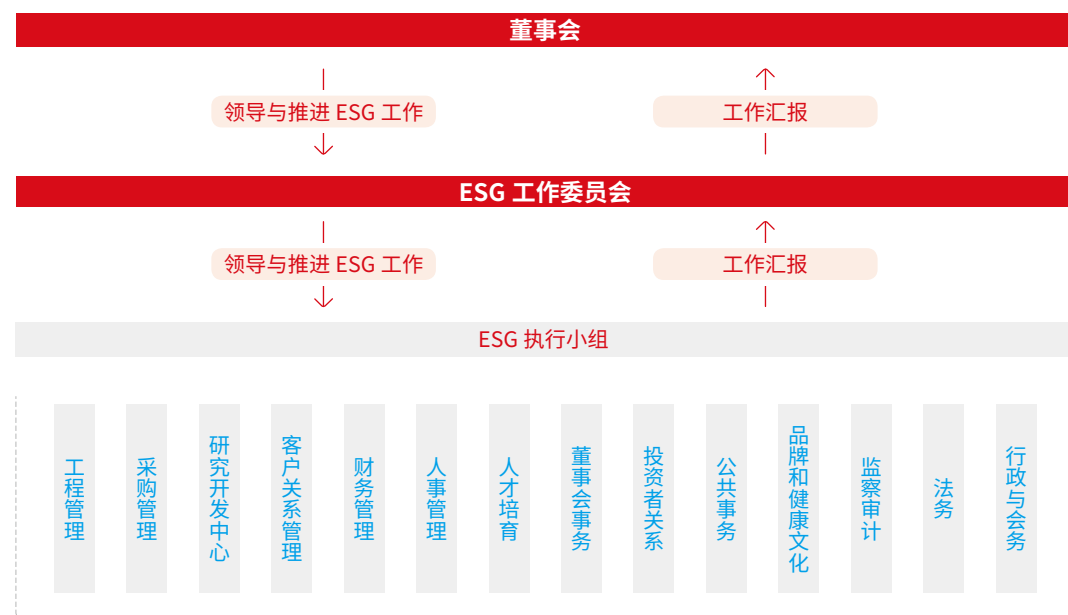 董事会
领导与推进 ESG 工作
工作汇报
ESG 工作委员会
领导与推进 ESG 工作
工作汇报
ESG 执行小组
工程管理
采购管理
研究开发中心
客户关系管理
财务管理
人事管理
人才培育
董事会事务
投资者关系
公共事务
品牌和健康文化
监察审计
法务
行政与会务